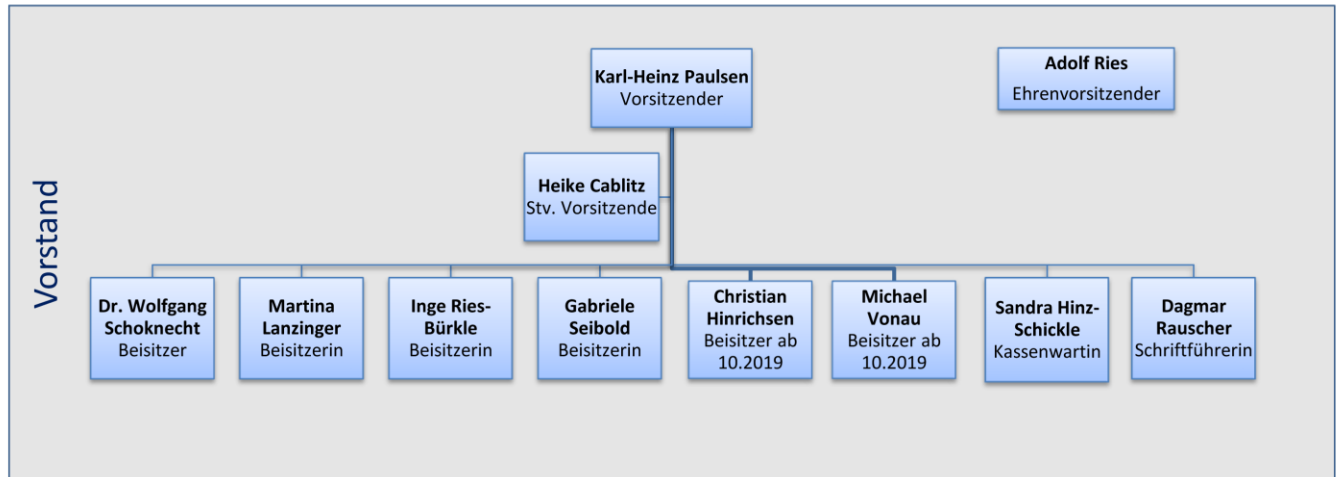 Vorstand
Karl-Heinz Paulsen
Vorsitzender
Adolf Ries
Ehrenvorsitzender
Heike Cablitz
Stv. Vorsitzende
Dr. Wolfgang
Schoknecht
Beisitzer
Martina
Lanzinger
Beisitzerin
Inge Ries-
Bürkle
Beisitzerin
Gabriele
Seibold
Beisitzerin
Christian
Hinrichsen
Beisitzer ab
10.2019
Michael
Vonau
Beisitzer ab
10.2019
Sandra Hinz-
Schickle
Kassenwartin
Dagmar
Rauscher
Schriftführerin